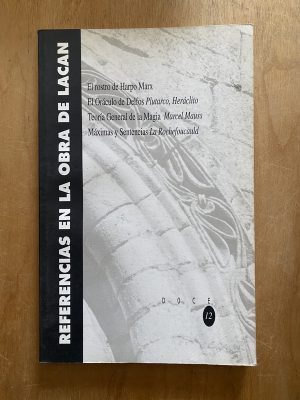 REFERENCIAS EN LA OBRA DE LACAN
El rostro de Harpo Marx
El Oráculo de Delfos Plutarco, Heráclito
Teoría General de la Magia Marcel Mauss
Máximas y Sentencias La Rochefoucauld
DOCE
12